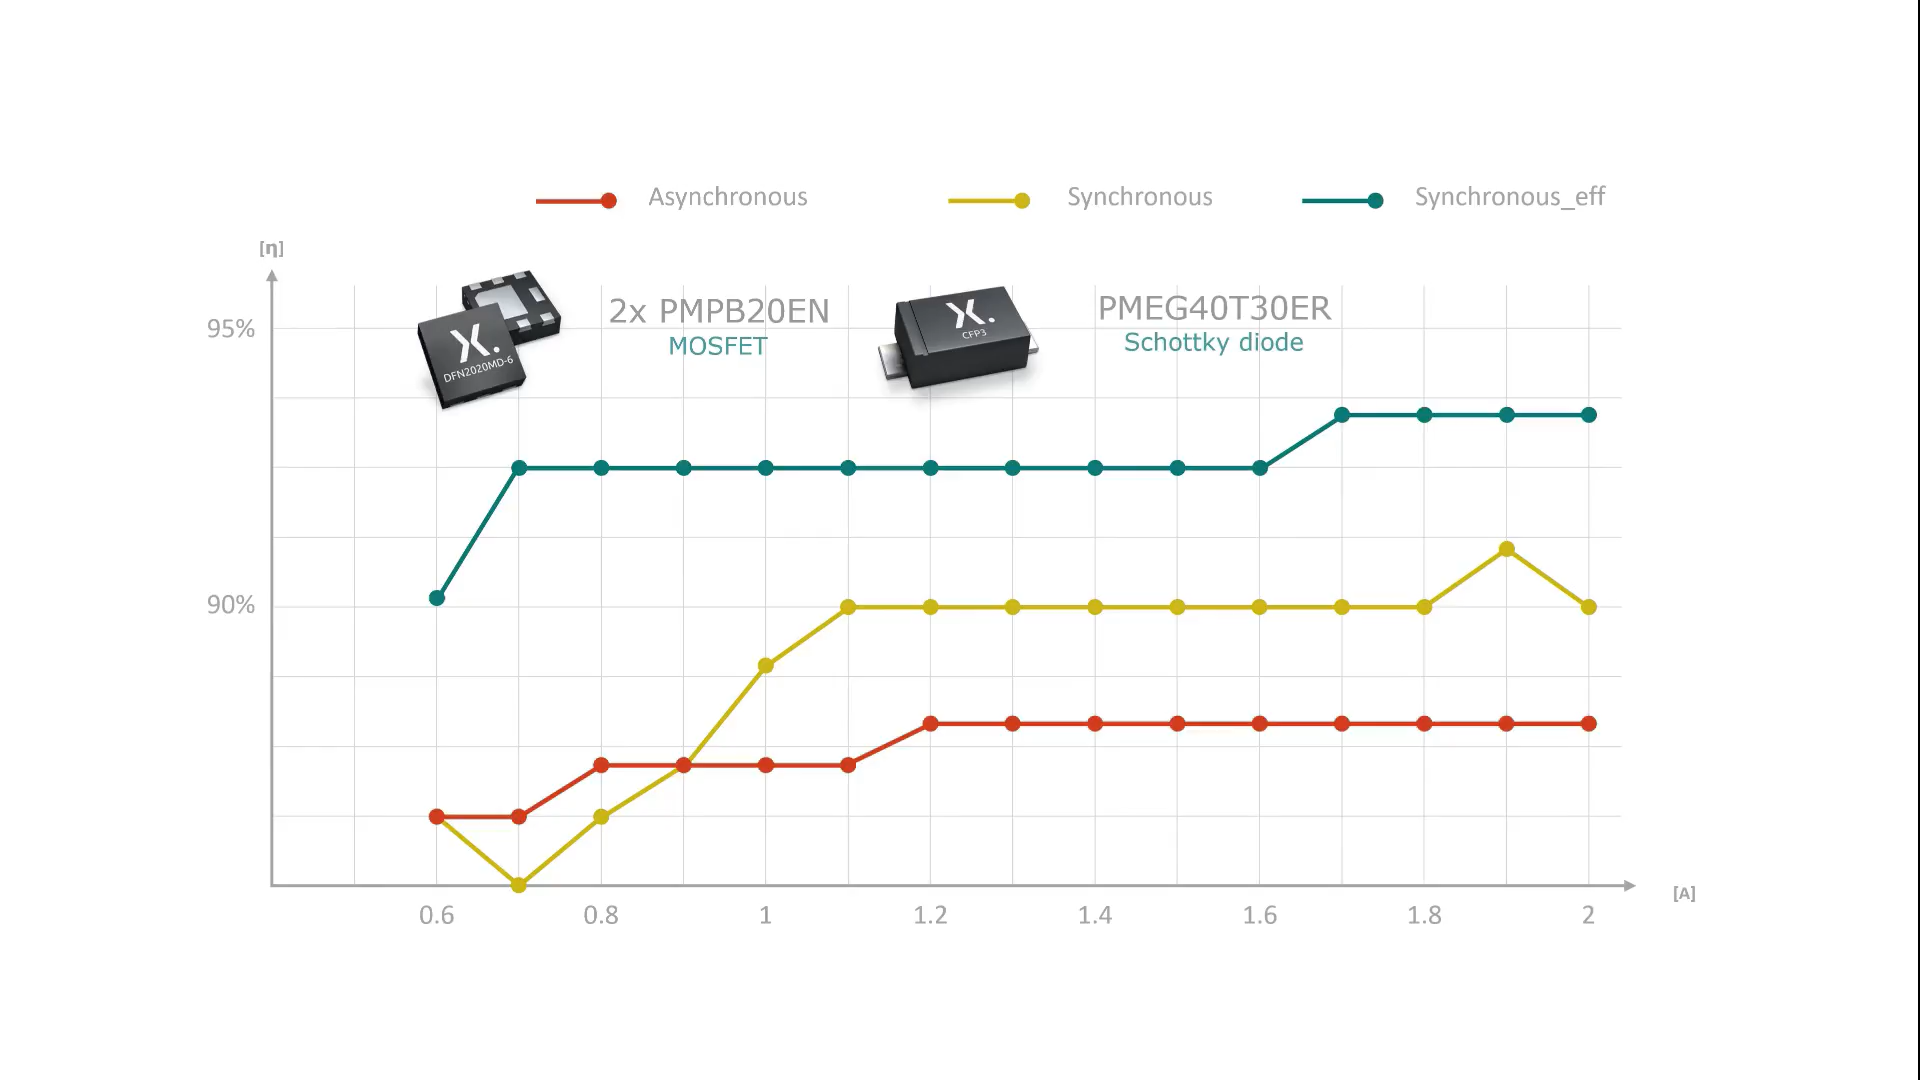 Asynchronous
Synchronous
Synchronous_eff
[η]
95%
90%
2x PMPB20EN
MOSFET
DFN2020MD-6
PMEG40T30ER
Schottky diode
CFP3
0.6
0.8
1
1.2
1.4
1.6
1.8
2
[A]